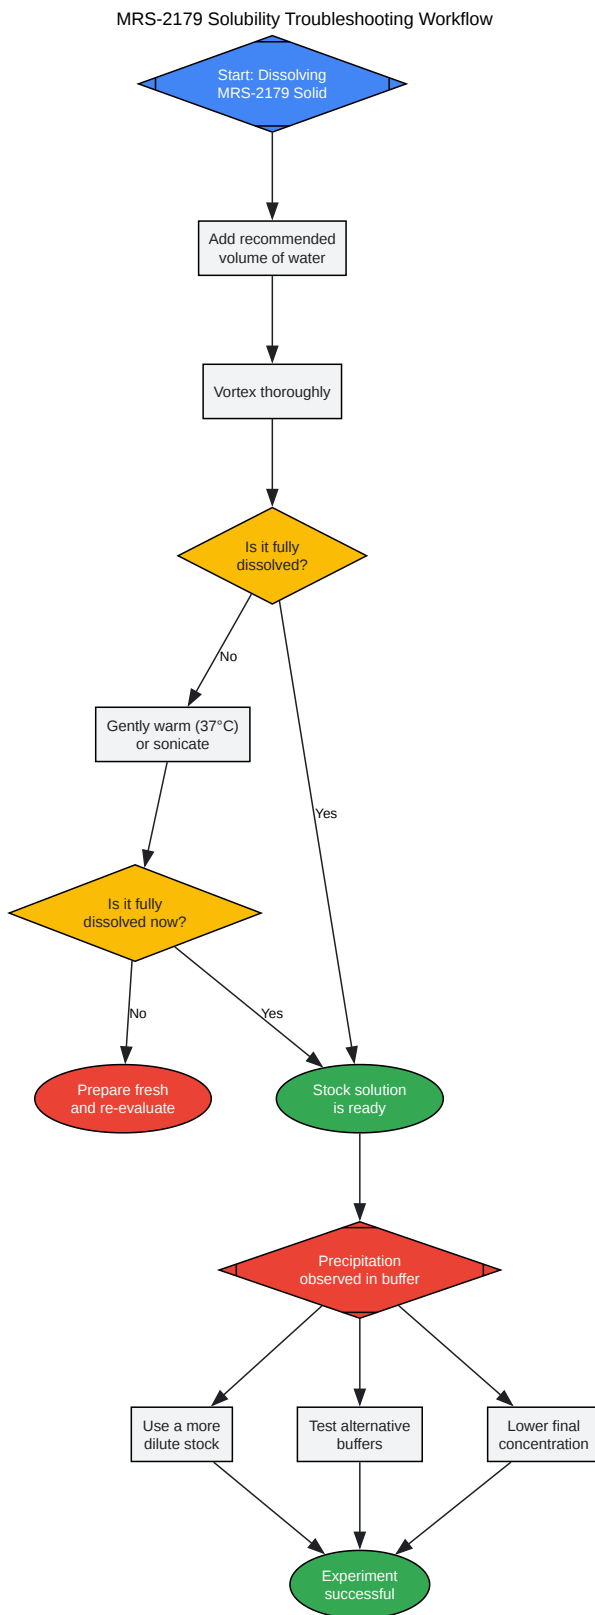 MRS-2179 Solubility Troubleshooting Workflow
Start: Dissolving
MRS-2179 Solid
Add recommended
volume of water
Vortex thoroughly
Is it fully
dissolved?
No
Gently warm (37°C)
or sonicate
Yes
Is it fully
dissolved now?
No
Yes
Prepare fresh
and re-evaluate
Stock solution
is ready
Precipitation
observed in buffer
Use a more
dilute stock
Test alternative
buffers
Lower final
concentration
Experiment
successful